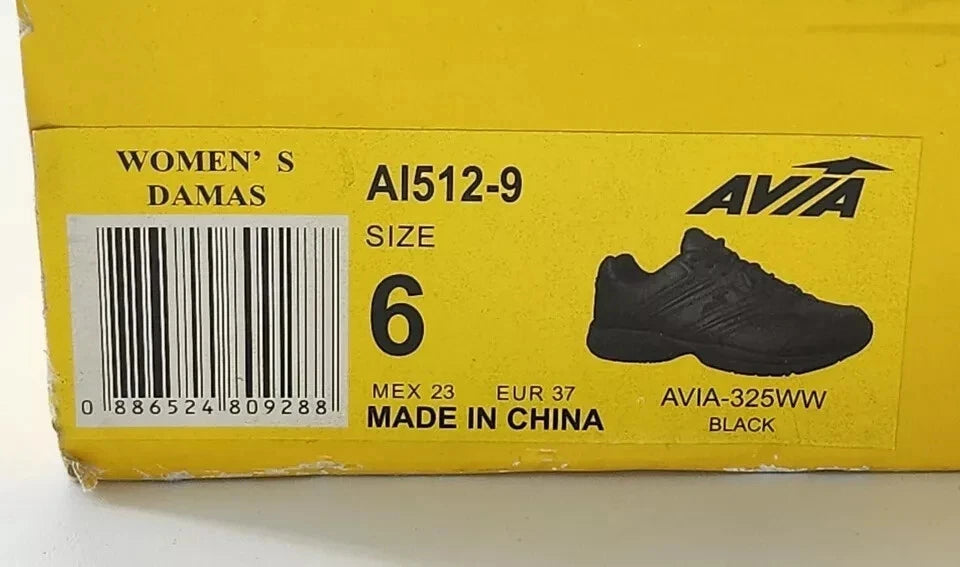 WOMEN' S
DAMAS
0 886524 809288
AI512-9
SIZE
6
MEX 23 EUR 37
MADE IN CHINA
AVIA
AVIA-325WW
BLACK